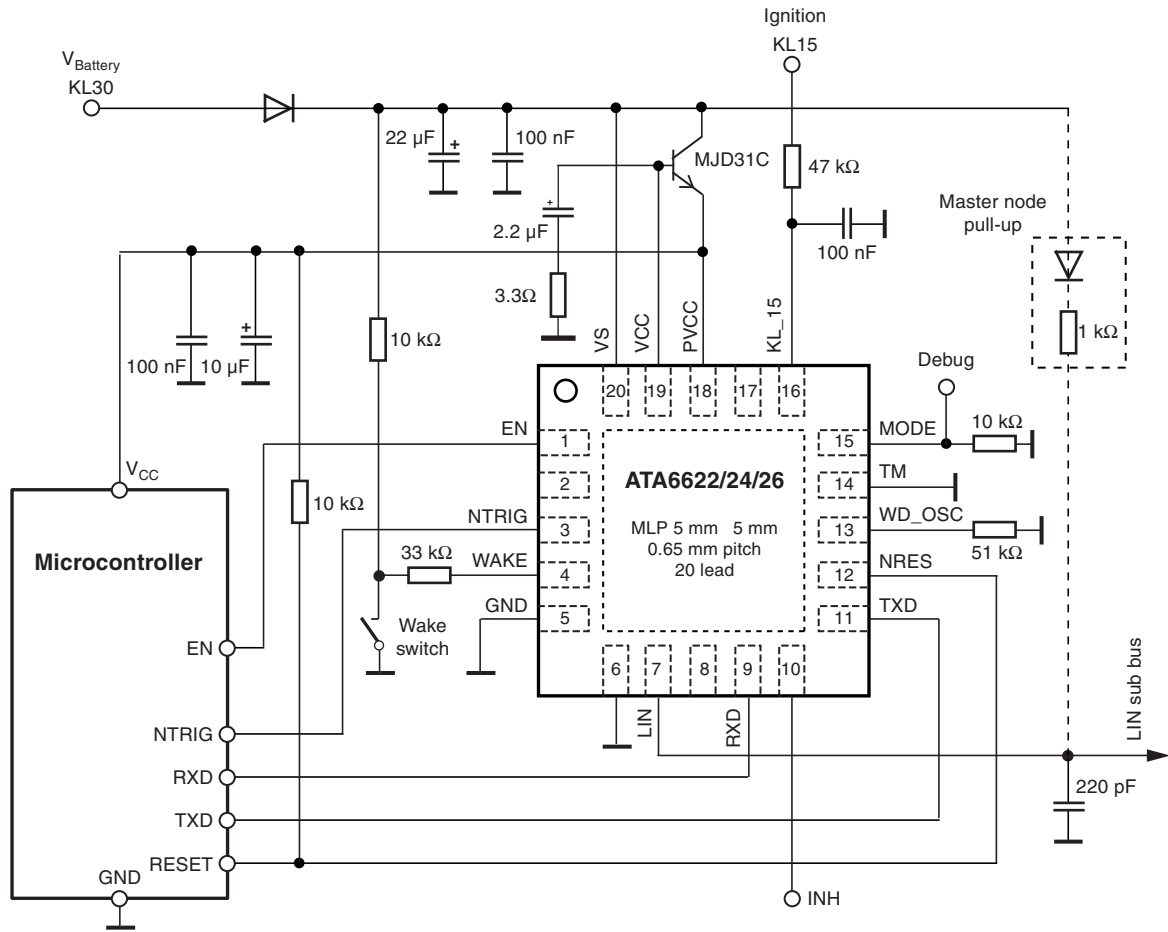 Ignition
KL15
V_Battery
KL30
22 µF
+
100 nF
MJD31C
47 kΩ
+
2.2 µF
100 nF
Master node
pull-up
3.3Ω
1 kΩ
100 nF
+
10 µF
10 kΩ
VS
VCC
PVCC
KL_15
Debug
20
19
18
17
16
EN
1
15
MODE
10 kΩ
V_CC
2
ATA6622/24/26
14
TM
10 kΩ
NTRIG
3
MLP 5 mm 5 mm
0.65 mm pitch
20 lead
13
WD_OSC
51 kΩ
Microcontroller
33 kΩ
WAKE
4
12
NRES
GND
5
11
TXD
Wake
switch
EN
6
7
8
9
10
LIN
RXD
LIN sub bus
NTRIG
RXD
220 pF
TXD
RESET
GND
INH